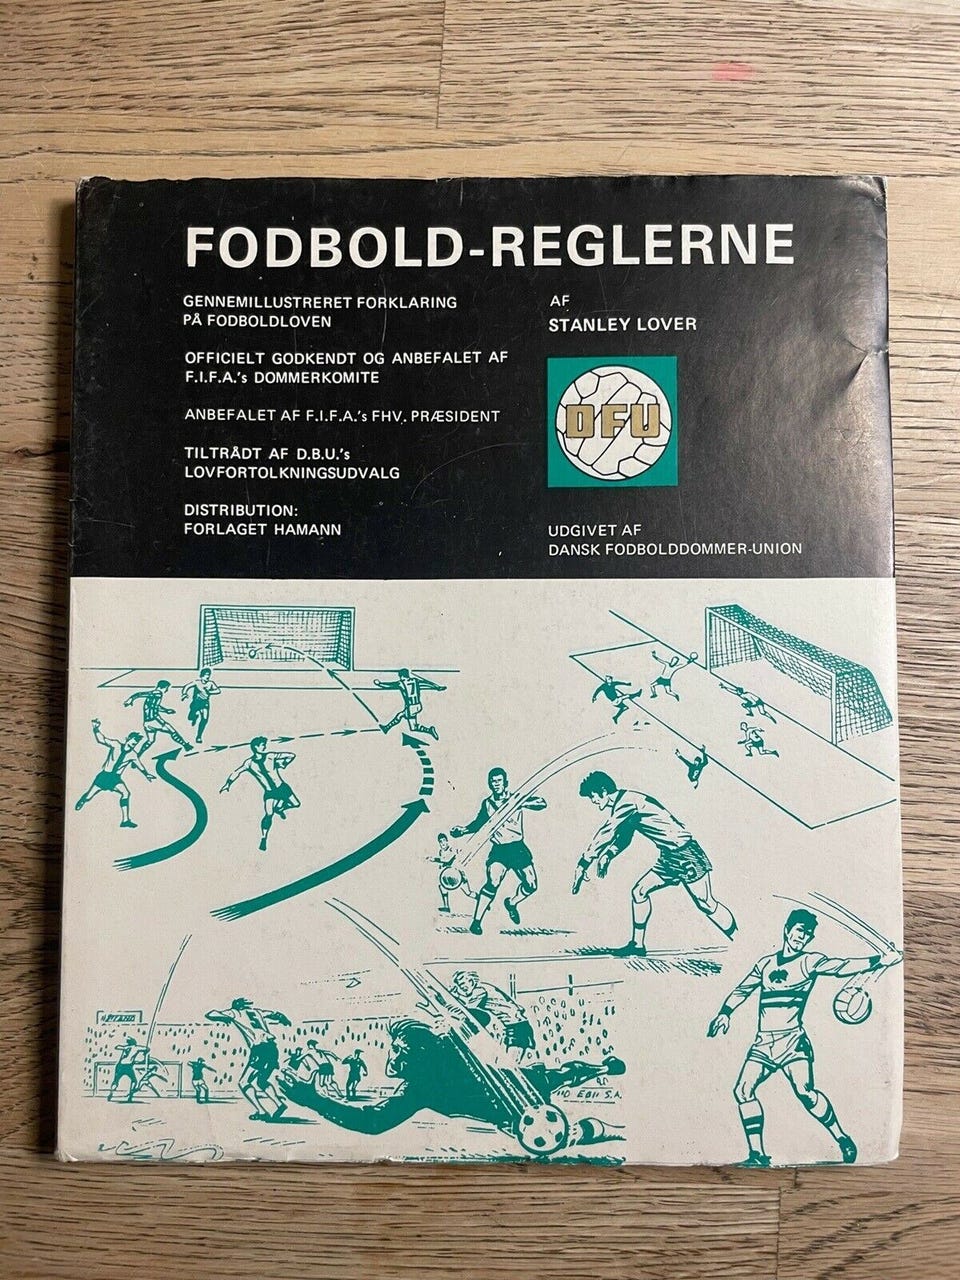 FODBOLD-REGLERNE
GENNEMILLUSTRERET FORKLARING
PÅ FODBOLDLOVEN
OFFICIELT GODKENDT OG ANBEFALET AF
F.I.F.A.'s DOMMERKOMITE
ANBEFALET AF F.I.F.A.'s FHV. PRÆSIDENT
TILTRÅDT AF D.B.U.'s
LOVFORTOLKNINGSUDVALG
DISTRIBUTION:
FORLAGET HAMANN
AF
STANLEY LOVER
DFU
UDGIVET AF
DANSK FODBOLDDOMMER-UNION
7
S.A.